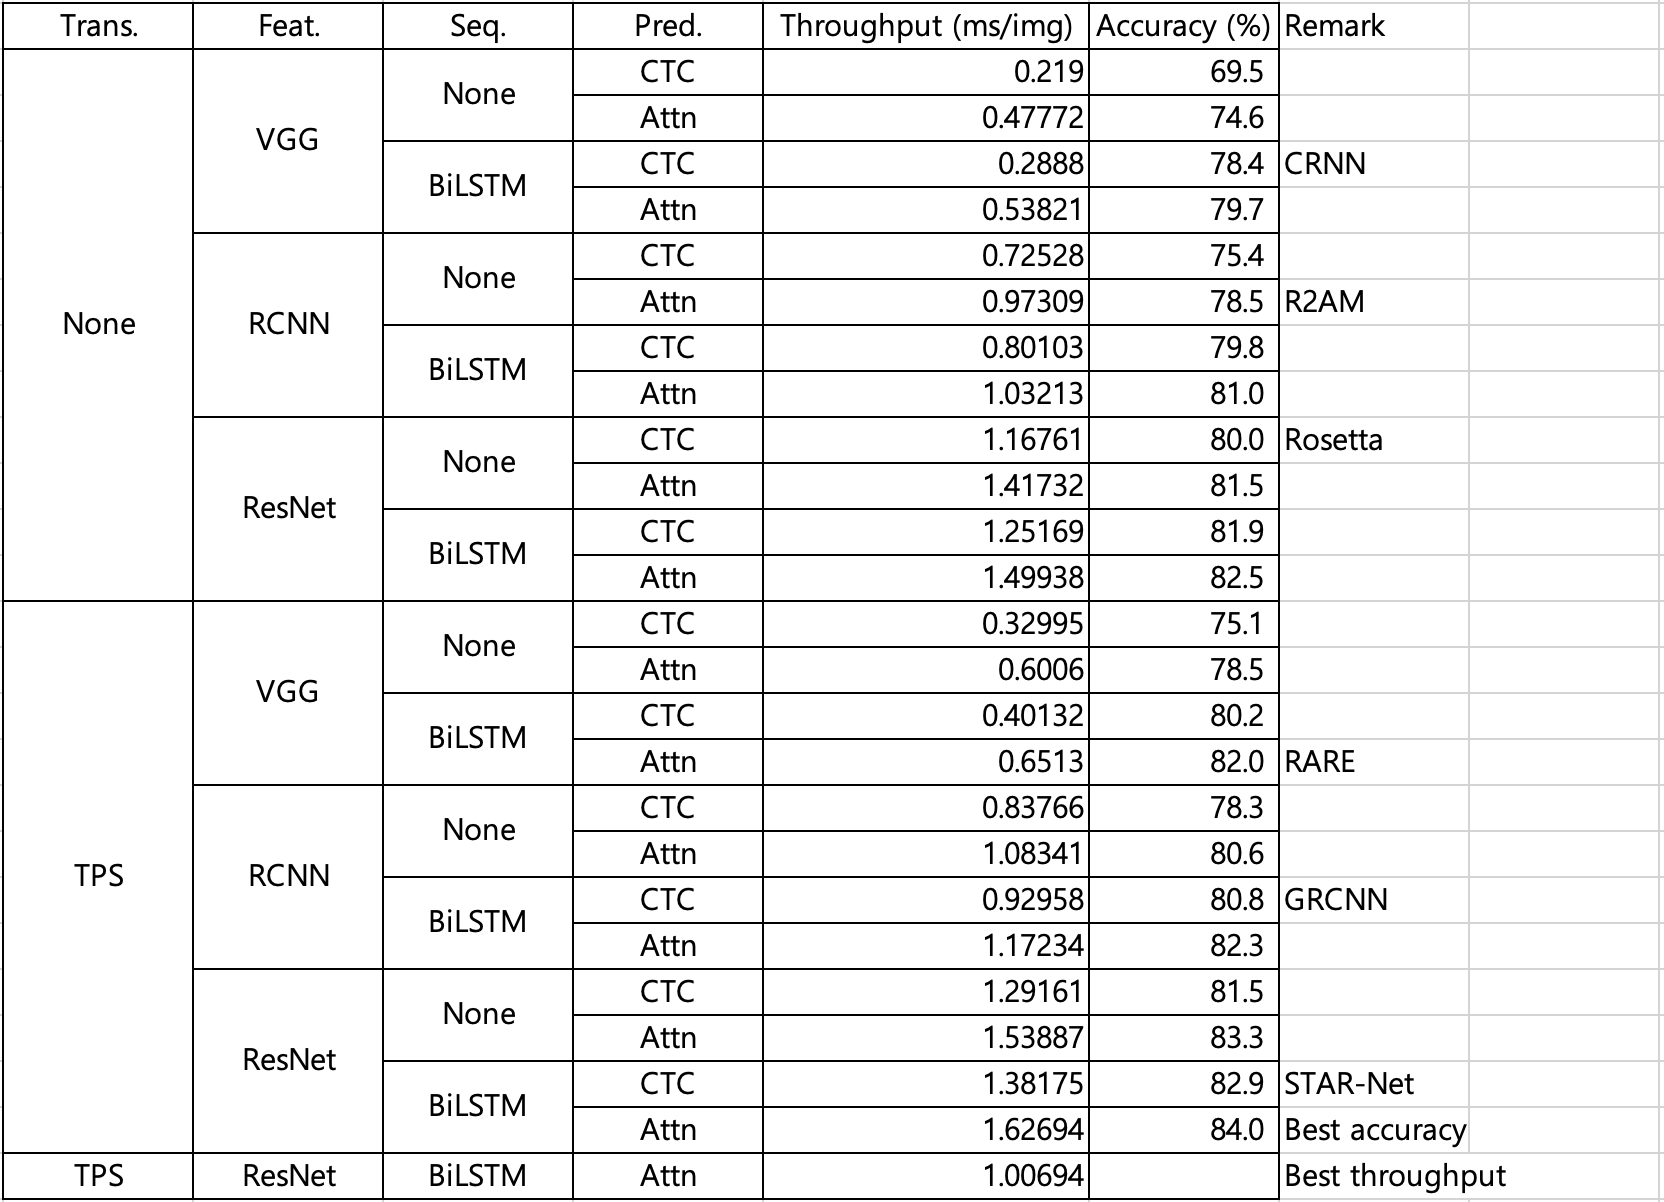 Trans. Feat. Seq. Pred. Throughput (ms/img) Accuracy (%) Remark
None VGG None CTC 0.219 69.5
Attn 0.47772 74.6
BiLSTM CTC 0.2888 78.4 CRNN
Attn 0.53821 79.7
RCNN None CTC 0.72528 75.4
Attn 0.97309 78.5 R2AM
BiLSTM CTC 0.80103 79.8
Attn 1.03213 81.0
ResNet None CTC 1.16761 80.0 Rosetta
Attn 1.41732 81.5
BiLSTM CTC 1.25169 81.9
Attn 1.49938 82.5
TPS VGG None CTC 0.32995 75.1
Attn 0.6006 78.5
BiLSTM CTC 0.40132 80.2
Attn 0.6513 82.0 RARE
RCNN None CTC 0.83766 78.3
Attn 1.08341 80.6
BiLSTM CTC 0.92958 80.8 GRCNN
Attn 1.17234 82.3
ResNet None CTC 1.29161 81.5
Attn 1.53887 83.3
BiLSTM CTC 1.38175 82.9 STAR-Net
Attn 1.62694 84.0 Best accuracy
TPS ResNet BiLSTM Attn 1.00694 Best throughput